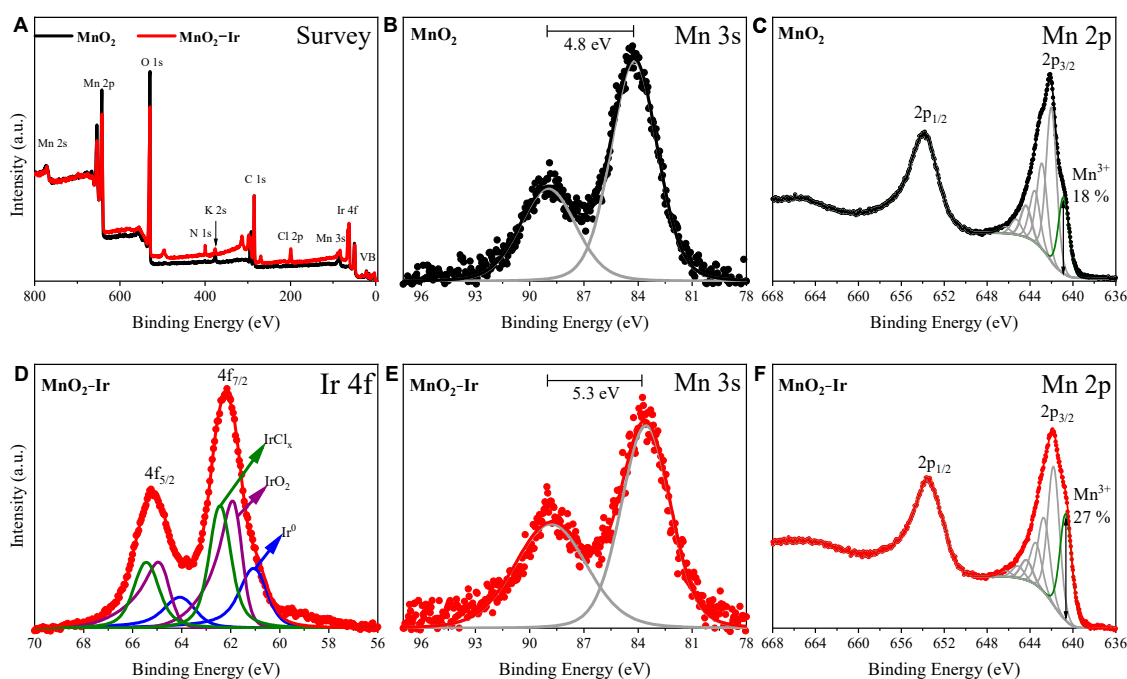 A
MnO₂
MnO₂−Ir
Survey
O 1s
Mn 2p
Mn 2s
C 1s
K 2s
Ir 4f
N 1s
Cl 2p
Mn 3s
VB
Intensity (a.u.)
800 600 400 200 0
Binding Energy (eV)
B
MnO₂
Mn 3s
4.8 eV
96 93 90 87 84 81 78
Binding Energy (eV)
C
MnO₂
Mn 2p
2p₃/₂
2p₁/₂
Mn³⁺
18 %
668 664 660 656 652 648 644 640 636
Binding Energy (eV)
D
MnO₂−Ir
Ir 4f
4f₇/₂
4f₅/₂
IrClₓ
IrO₂
Ir⁰
Intensity (a.u.)
70 68 66 64 62 60 58 56
Binding Energy (eV)
E
MnO₂−Ir
Mn 3s
5.3 eV
96 93 90 87 84 81 78
Binding Energy (eV)
F
MnO₂−Ir
Mn 2p
2p₃/₂
2p₁/₂
Mn³⁺
27 %
668 664 660 656 652 648 644 640 636
Binding Energy (eV)